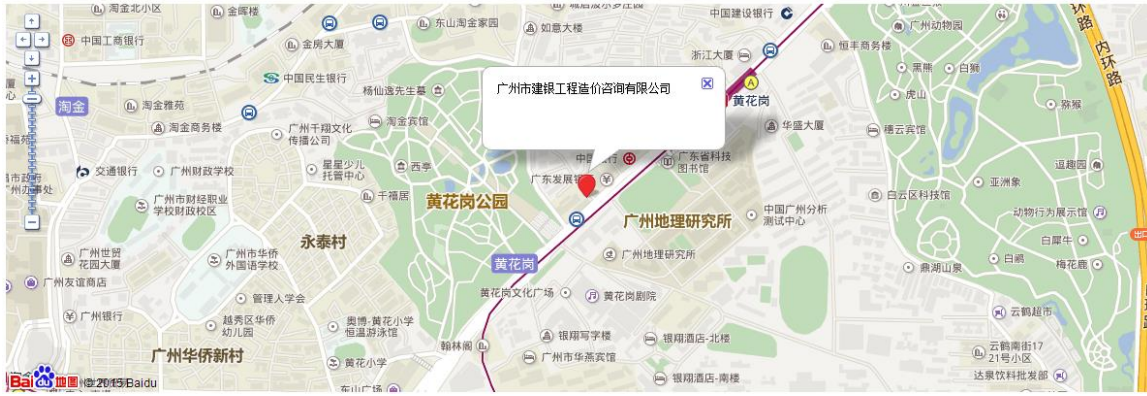 淘金北小区
金晖楼
东山淘金家园
如意大楼
中国建设银行
广州动物园
内环路
中国工商银行
金房大厦
浙江大厦
恒丰商务楼
中国民生银行
杨仙逸先生墓
广州市建银工程造价咨询有限公司
黑熊
白狮
淘金
淘金雅苑
A
黄花岗
虎山
猕猴
淘金商务楼
广州千翔文化
传播公司
淘金宾馆
华盛大厦
穗云宾馆
交通银行
广州财政学校
星星少儿
托管中心
西亭
广东发展
广东省科技
图书馆
逗趣园
亚洲象
千禧居
黄花岗公园
白云区科技馆
广州市财经职业
学校财政校区
广州地理研究所
中国广州分析
测试中心
动物行为展馆
永泰村
白犀牛
出口
广州世贸
花园大厦
广州市华侨
外国语学校
黄花岗
广州地理研究所
白鹇
梅花鹿
鼎湖山泉
广州友谊商店
管理人学会
黄花岗文化广场
黄花岗剧院
云鹤超市
广州银行
越秀区华侨
幼儿园
奥博-黄花小学
恒温游泳馆
翰林阁
银翔写字楼
银翔酒店-北楼
云鹤南街17
21号小区
广州华侨新村
黄花小学
广州市华燕宾馆
银翔酒店-南楼
达泉饮料批发部
Bai 地图
© 2015 Baidu
东山广场